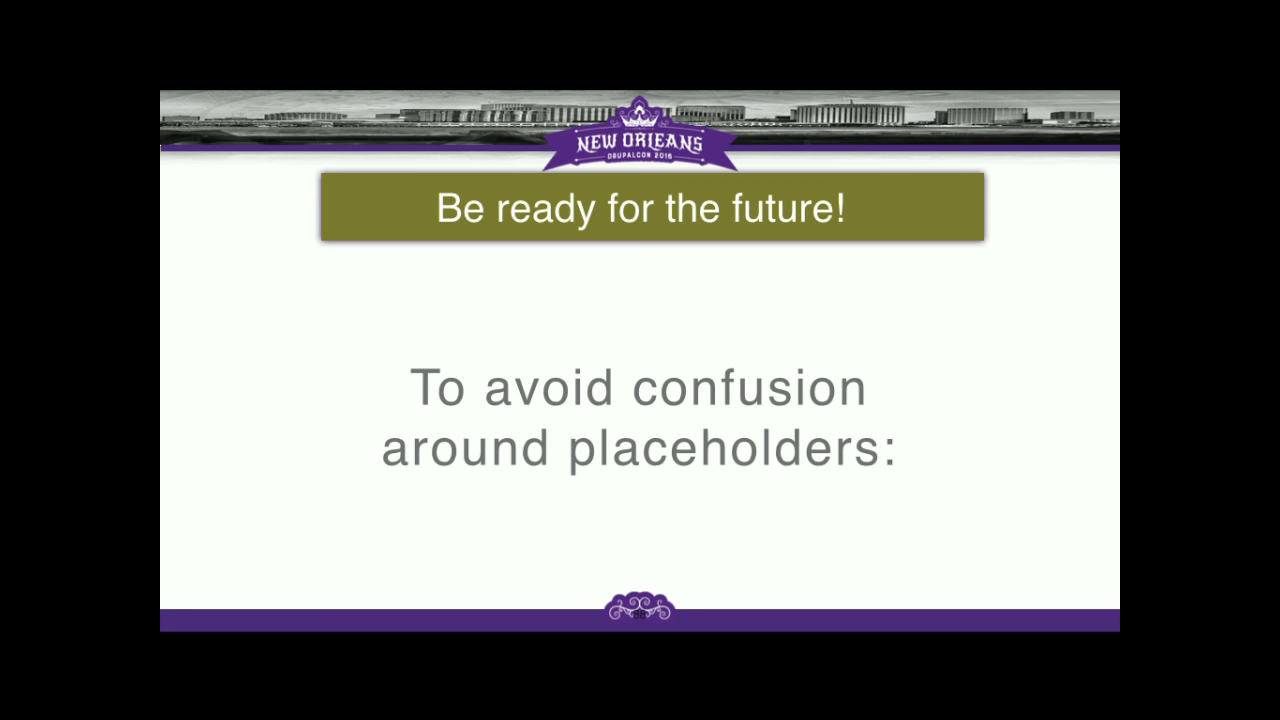 NEW ORLEANS
DRUPALCON 2016
Be ready for the future!
To avoid confusion
around placeholders: